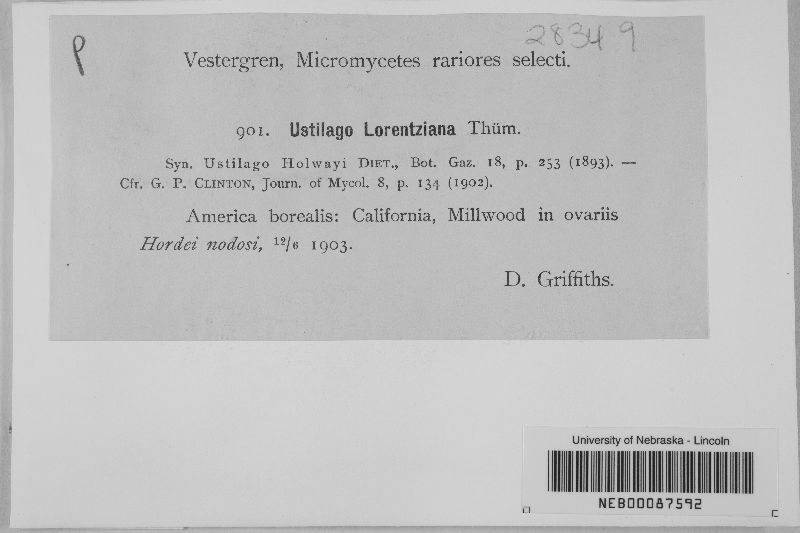 28349
Vestergren, Micromycetes rariores selecti.
901. Ustilago Lorentziana Thüm.
Syn. Ustilago Holwayi DIET., Bot. Gaz. 18, p. 253 (1893). —
Cfr. G. P. CLINTON, Journ. of Mycol. 8, p. 134 (1902).
America borealis: California, Millwood in ovariis
Hordei nodosi, 12/6 1903.
D. Griffiths.
University of Nebraska - Lincoln
NEB00087592